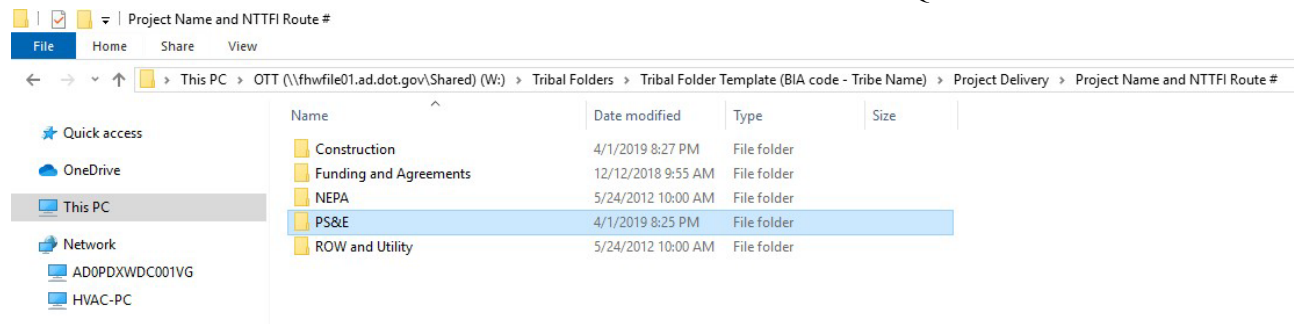 Project Name and NTTFI Route #
File Home Share View
This PC > OTT (\\fhwfile01.ad.dot.gov\Shared) (W:) > Tribal Folders > Tribal Folder Template (BIA code - Tribe Name) > Project Delivery > Project Name and NTTFI Route #
Name Date modified Type Size
Quick access
Construction 4/1/2019 8:27 PM File folder
OneDrive
Funding and Agreements 12/12/2018 9:55 AM File folder
NEPA 5/24/2012 10:00 AM File folder
This PC
PS&E 4/1/2019 8:25 PM File folder
Network
ROW and Utility 5/24/2012 10:00 AM File folder
AD0PDXWDC001VG
HVAC-PC